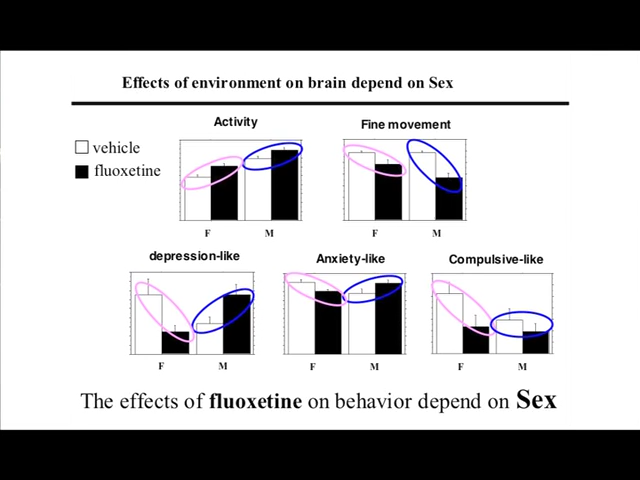 Effects of environment on brain depend on Sex
Activity
Fine movement
vehicle
fluoxetine
F M
F M
depression-like
Anxiety-like
Compulsive-like
F M
F M
F M
The effects of fluoxetine on behavior depend on Sex